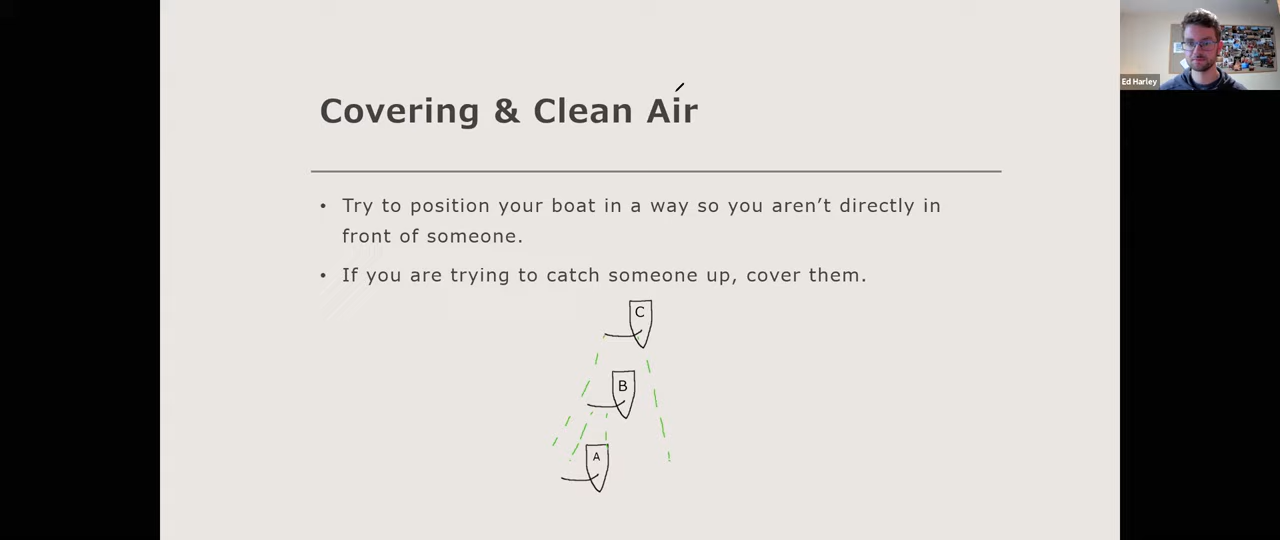 Covering & Clean Air
• Try to position your boat in a way so you aren't directly in
front of someone.
• If you are trying to catch someone up, cover them.
C
B
A
Ed Harley